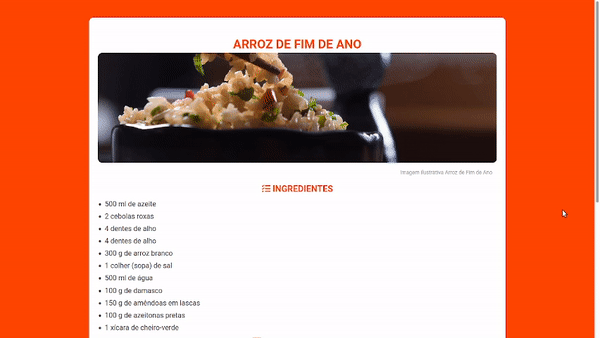 ARROZ DE FIM DE ANO
Imagem Ilustrativa Arroz de Fim de Ano
INGREDIENTES
500 ml de azeite
2 cebolas roxas
4 dentes de alho
4 dentes de alho
300 g de arroz branco
1 colher (sopa) de sal
500 ml de água
100 g de damasco
150 g de amêndoas em lascas
100 g de azeitonas pretas
1 xícara de cheiro-verde